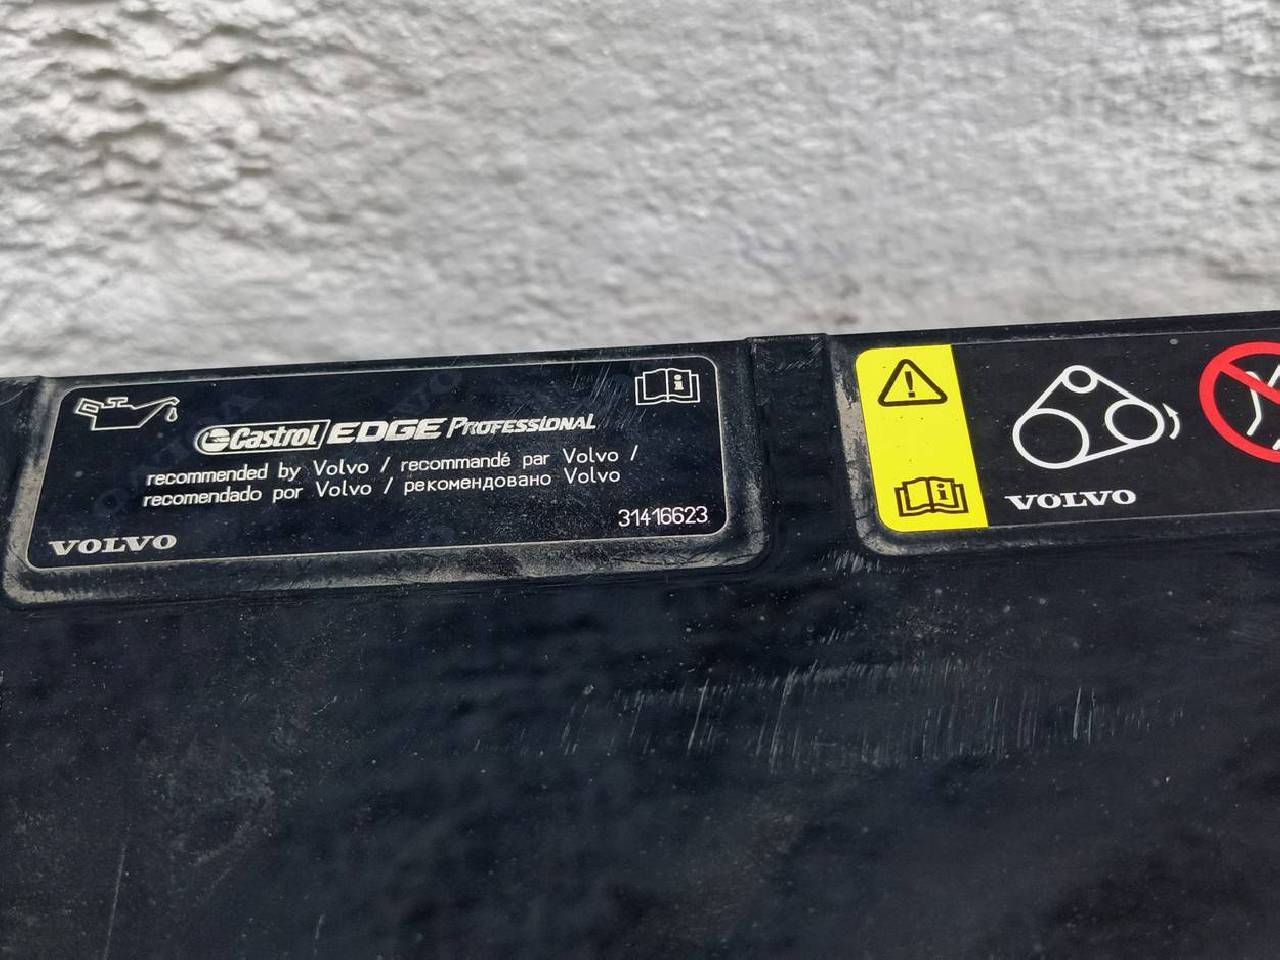 Castrol EDGE PROFESSIONAL
recommended by Volvo / recommandé par Volvo /
recomendado por Volvo / рекомендовано Volvo
31416623
VOLVO
VOLVO